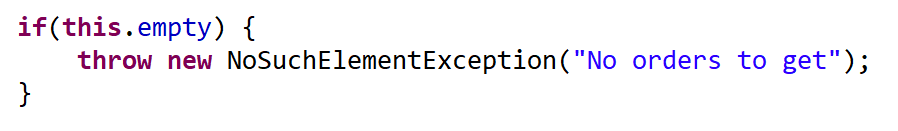 if(this.empty) {
    throw new NoSuchElementException("No orders to get");
}